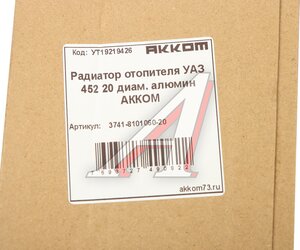 Код: УТ19219426
AKKOM
Радиатор отопителя УАЗ
452 20 диам. алюмин
АККОМ
Артикул: 3741-8101060-20
akkom73.ru